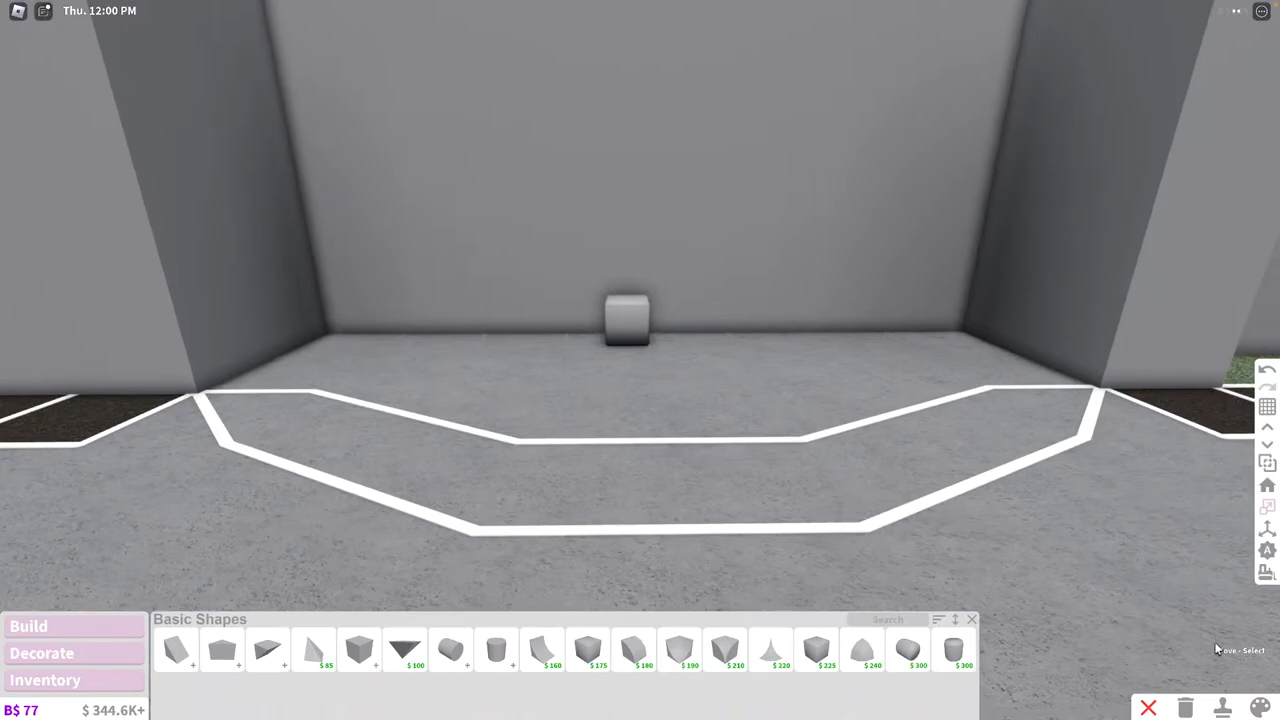 Thu. 12:00 PM
Basic Shapes
Search
Build
Decorate
Inventory
B$ 77
$ 344.6K+
+
+
+
$ 85
+
$ 100
+
+
$ 160
$ 175
$ 180
$ 190
$ 210
$ 220
$ 225
$ 240
$ 300
$ 300
ove - Select
A